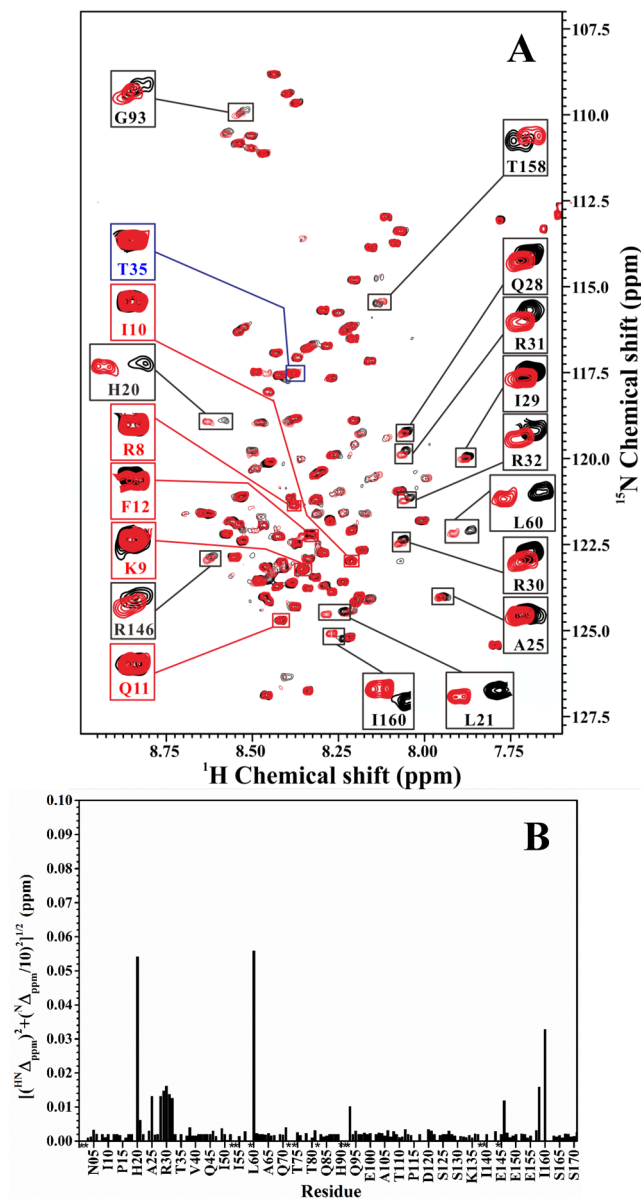 A
107.5
110.0
112.5
115.0
117.5
120.0
122.5
125.0
127.5
¹⁵N Chemical shift (ppm)
G93
T158
T35
Q28
I10
R31
H20
I29
R8
R32
F12
L60
K9
R30
R146
A25
Q11
I160
L21
8.75 8.50 8.25 8.00 7.75
¹H Chemical shift (ppm)
B
0.10
0.09
0.08
0.07
0.06
0.05
0.04
0.03
0.02
0.01
0.00
[(ᴴᴺΔppm)²+(ᴺΔppm/10)²]¹/² (ppm)
** ** * ** * *** ** *
N05 I10 P15 H20 A25 R30 T35 V40 Q45 I50 I55 L60 A65 Q70 T75 T80 Q85 H90 Q95 E100 A105 T110 P115 D120 S125 S130 K135 I140 E145 E150 E155 I160 S165 S170
Residue